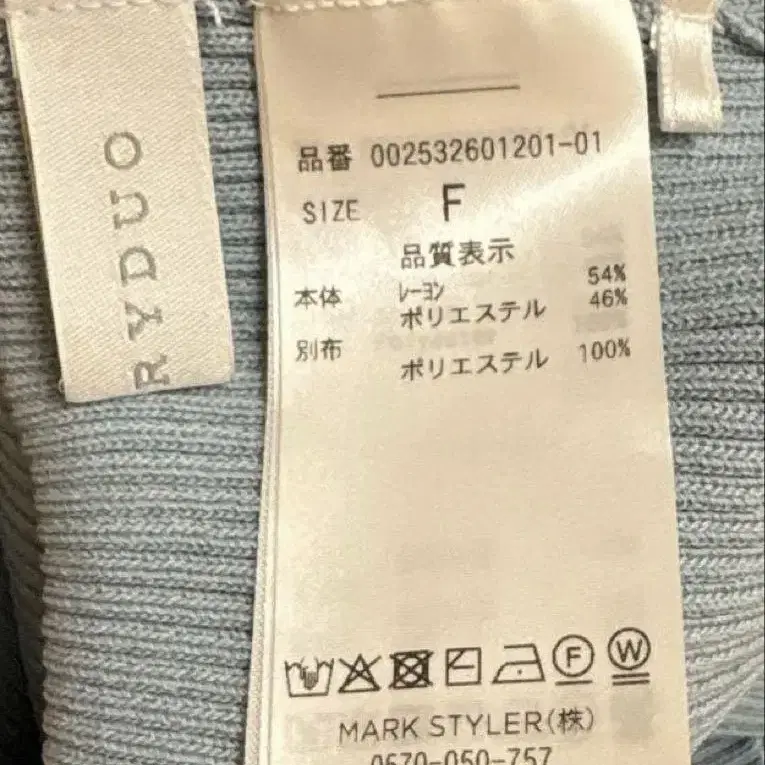 RYDUO
品番 002532601201-01
SIZE F
品質表示
本体 レーヨン 54%
ポリエステル 46%
別布 ポリエステル 100%
F W
MARK STYLER(株)
0570-050-757